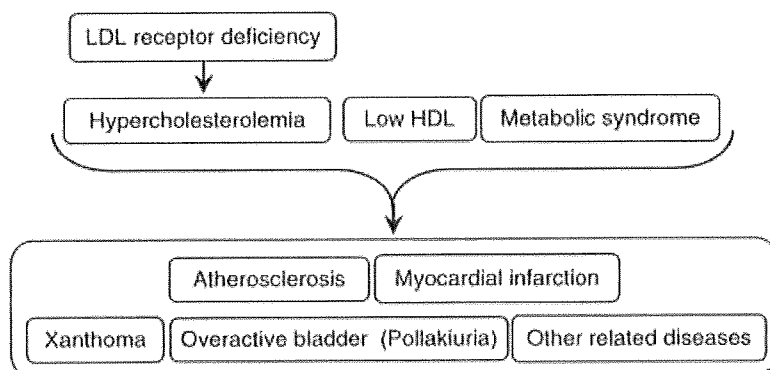 LDL receptor deficiency
Hypercholesterolemia Low HDL Metabolic syndrome
Atherosclerosis Myocardial infarction
Xanthoma Overactive bladder (Pollakiuria) Other related diseases